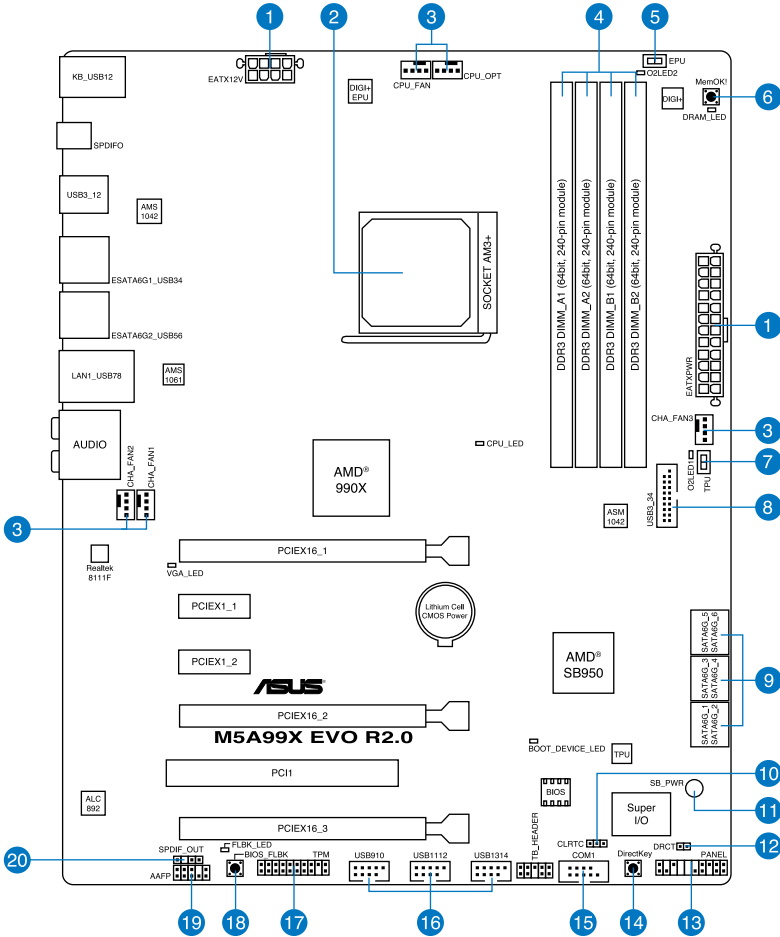 1
2
3
4
5
KB_USB12
EATX12V
DIGI+
EPU
CPU_FAN
CPU_OPT
EPU
O2LED2
MemOK!
DIGI+
6
DRAM_LED
SPDIFO
USB3_12
AMS
1042
SOCKET AM3+
DDR3 DIMM_A1 (64bit, 240-pin module)
DDR3 DIMM_A2 (64bit, 240-pin module)
DDR3 DIMM_B1 (64bit, 240-pin module)
DDR3 DIMM_B2 (64bit, 240-pin module)
ESATA6G1_USB34
ESATA6G2_USB56
EATXPWR
1
LAN1_USB78
AMS
1061
CHA_FAN3
3
AUDIO
CHA_FAN2
CHA_FAN1
CPU_LED
AMD®
990X
O2LED1
TPU
7
USB3_34
8
3
ASM
1042
Realtek
8111F
PCIEX16_1
VGA_LED
PCIEX1_1
Lithium Cell
CMOS Power
PCIEX1_2
AMD®
SB950
SATA6G_5
SATA6G_6
SATA6G_3
SATA6G_4
SATA6G_1
SATA6G_2
9
ASUS
PCIEX16_2
M5A99X EVO R2.0
BOOT_DEVICE_LED
TPU
PCI1
10
SB_PWR
ALC
892
BIOS
Super
I/O
11
PCIEX16_3
CLRTC
12
DRCT
FLBK_LED
SPDIF_OUT
BIOS_FLBK
TPM
USB910
USB1112
USB1314
TB_HEADER
COM1
DirectKey
PANEL
20
AAFP
19
18
17
16
15
14
13